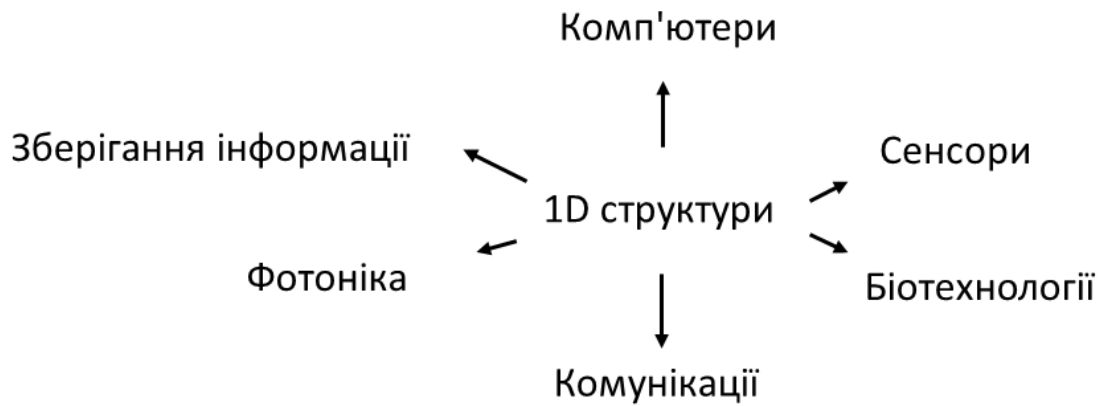 Комп'ютери
Зберігання інформації
Сенсори
1D структури
Фотоніка
Біотехнології
Комунікації